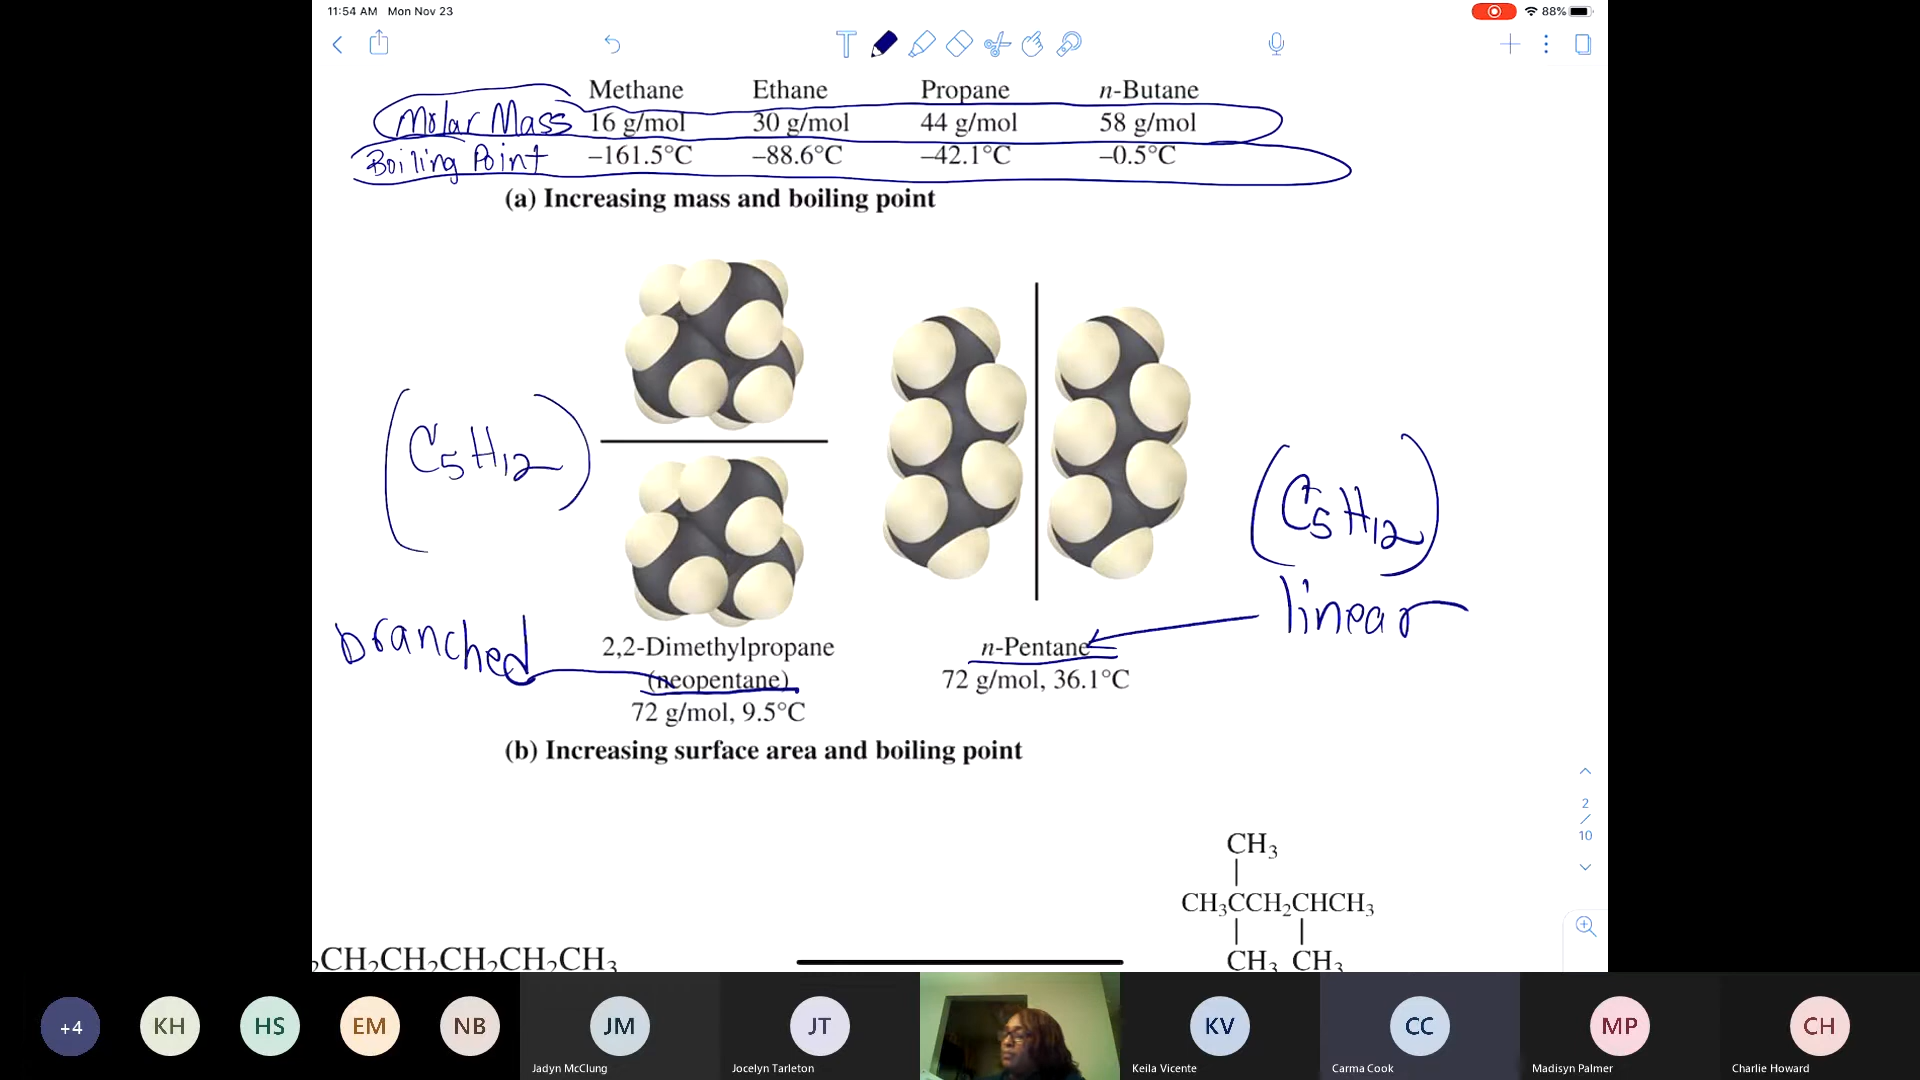 11:54 AM Mon Nov 23
88%
Methane Ethane Propane n-Butane
Molar Mass 16 g/mol 30 g/mol 44 g/mol 58 g/mol
Boiling Point –161.5°C –88.6°C –42.1°C –0.5°C
(a) Increasing mass and boiling point
(C₅H₁₂)
(C₅H₁₂)
linear
branched
2,2-Dimethylpropane
(neopentane)
72 g/mol, 9.5°C
n-Pentane
72 g/mol, 36.1°C
(b) Increasing surface area and boiling point
2
/
10
CH₃
CH₃CCH₂CHCH₃
CH₃ CH₃
₂CH₂CH₂CH₂CH₂CH₃
T
+4 KH HS EM NB JM JT KV CC MP CH
Jadyn McClung Jocelyn Tarleton Keila Vicente Carma Cook Madisyn Palmer Charlie Howard